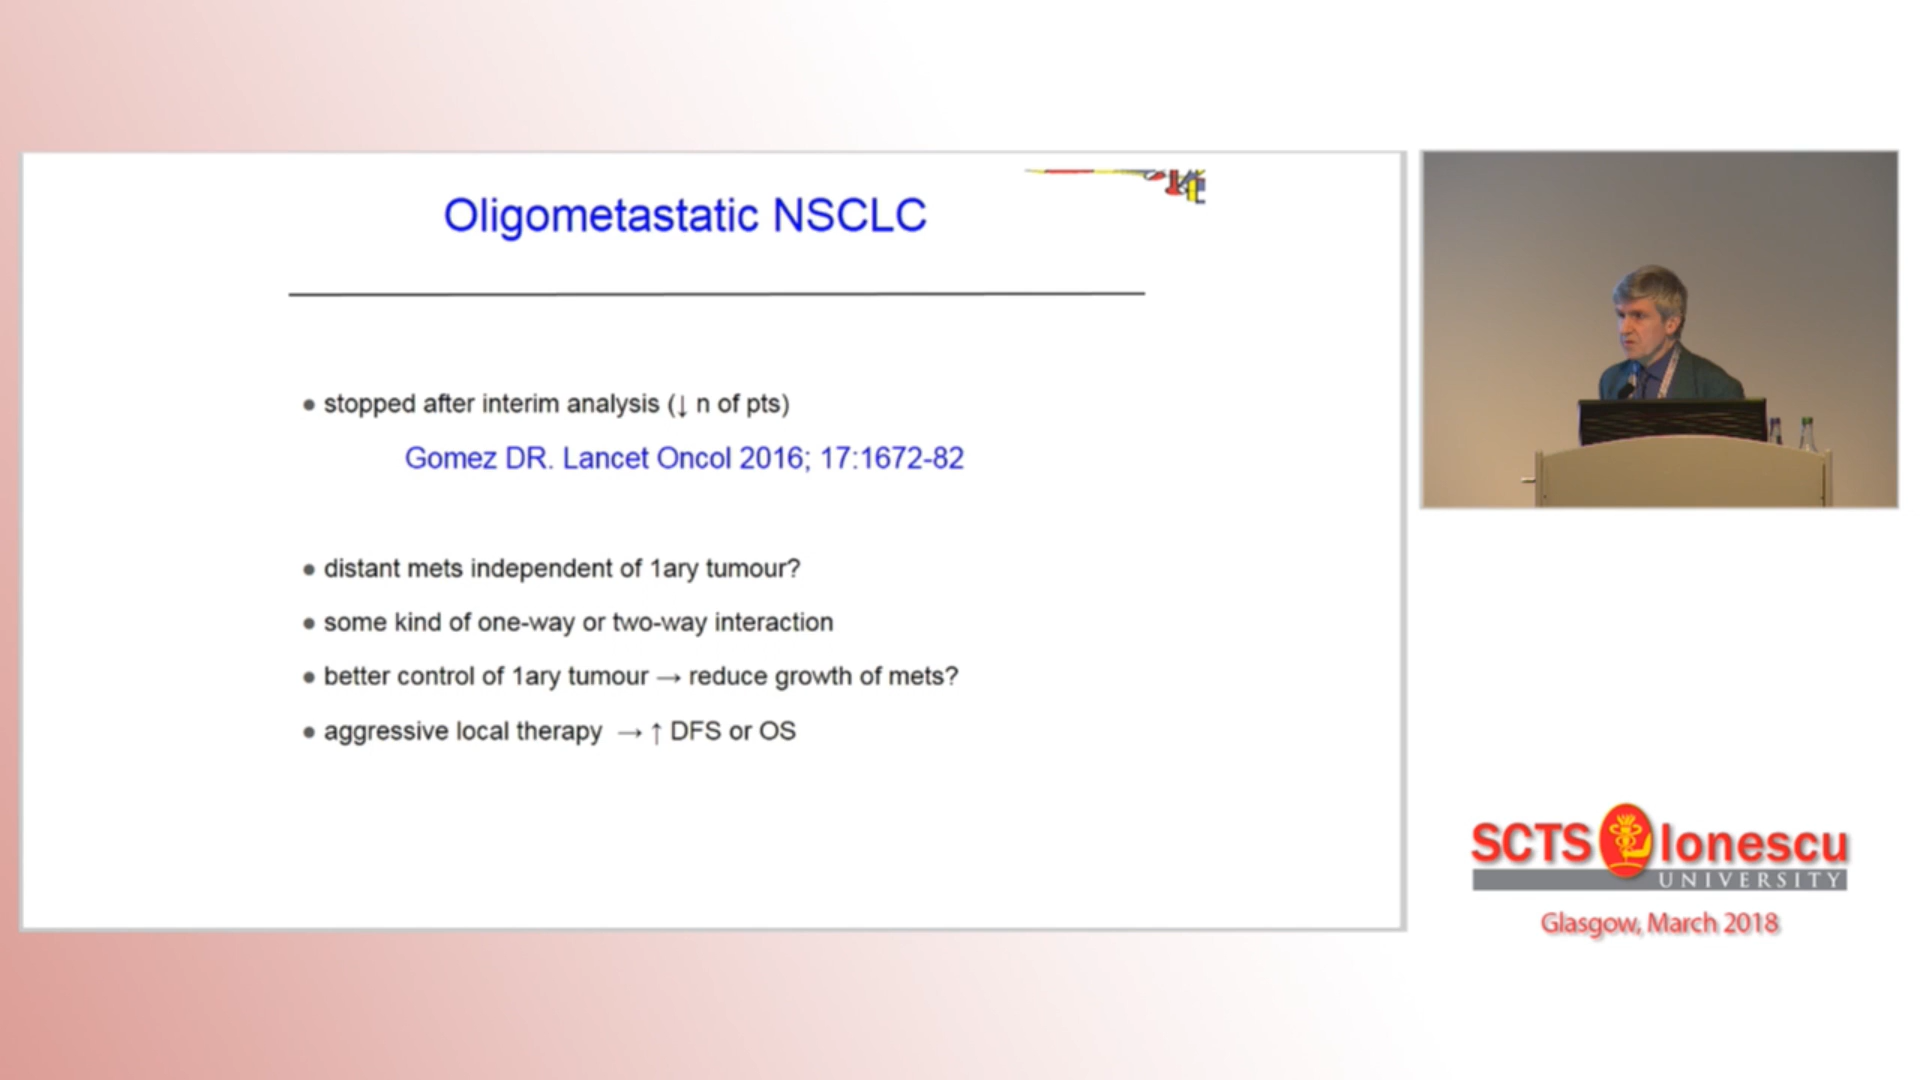 Oligometastatic NSCLC
● stopped after interim analysis (↓ n of pts)
Gomez DR. Lancet Oncol 2016; 17:1672-82
● distant mets independent of 1ary tumour?
● some kind of one-way or two-way interaction
● better control of 1ary tumour → reduce growth of mets?
● aggressive local therapy → ↑ DFS or OS
SCTS Ionescu
UNIVERSITY
Glasgow, March 2018